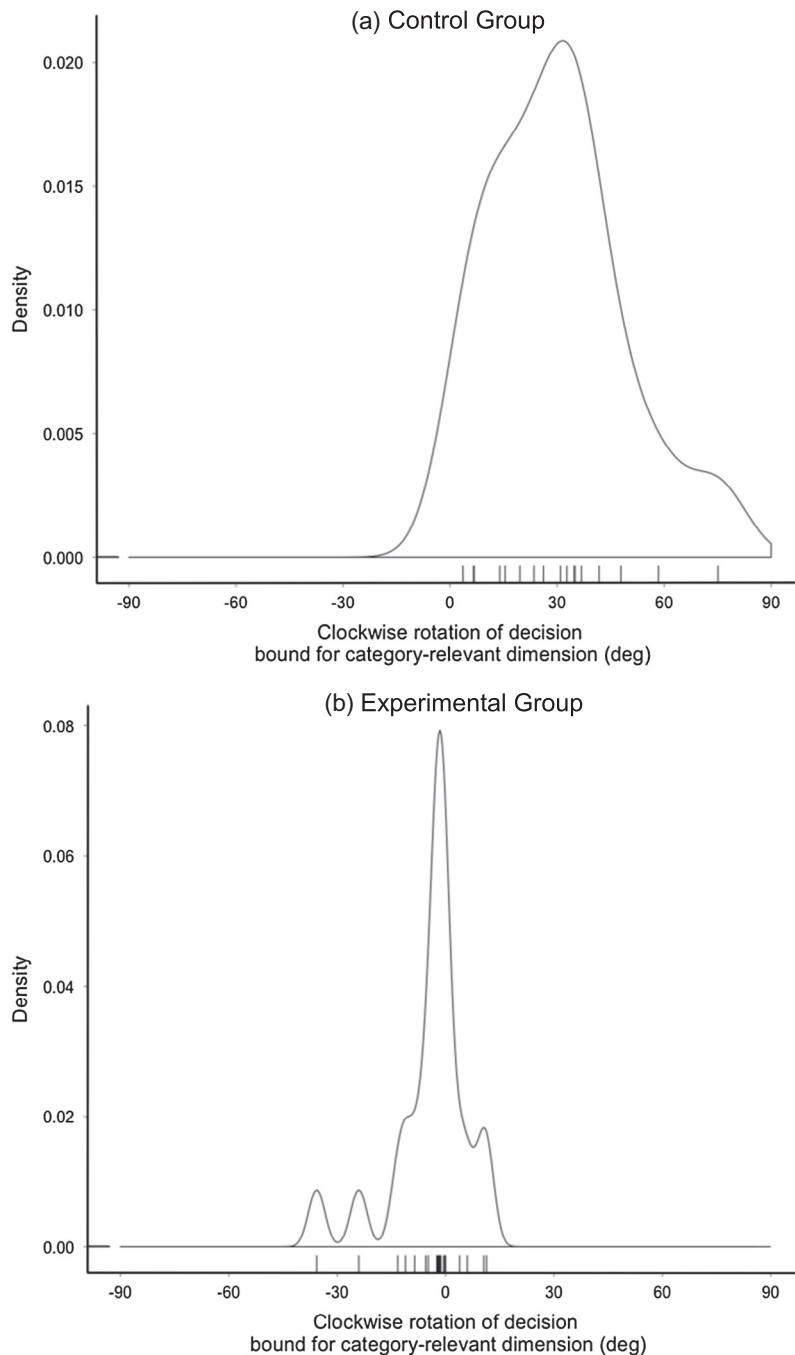 (a) Control Group
0.020
0.015
0.010
0.005
0.000
Density
-90 -60 -30 0 30 60 90
Clockwise rotation of decision
bound for category-relevant dimension (deg)
(b) Experimental Group
0.08
0.06
0.04
0.02
0.00
Density
-90 -60 -30 0 30 60 90
Clockwise rotation of decision
bound for category-relevant dimension (deg)